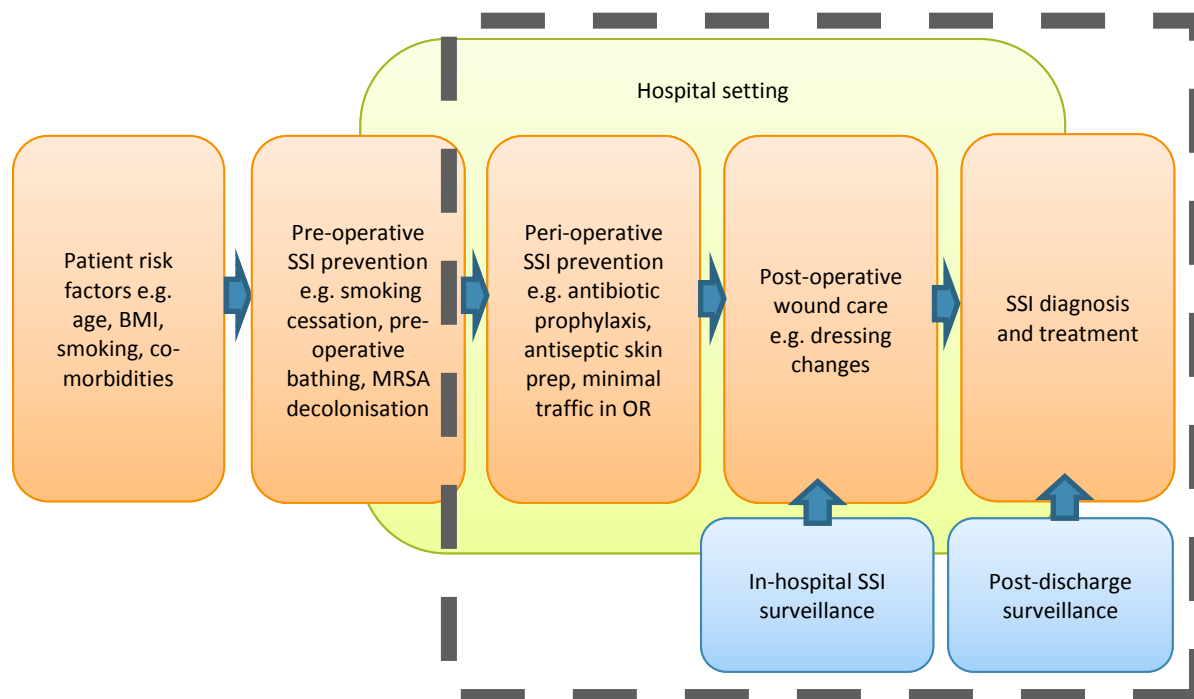 Hospital setting
Patient risk
factors e.g.
age, BMI,
smoking, co-
morbidities
Pre-operative
SSI prevention
e.g. smoking
cessation, pre-
operative
bathing, MRSA
decolonisation
Peri-operative
SSI prevention
e.g. antibiotic
prophylaxis,
antiseptic skin
prep, minimal
traffic in OR
Post-operative
wound care
e.g. dressing
changes
SSI diagnosis
and treatment
In-hospital SSI
surveillance
Post-discharge
surveillance